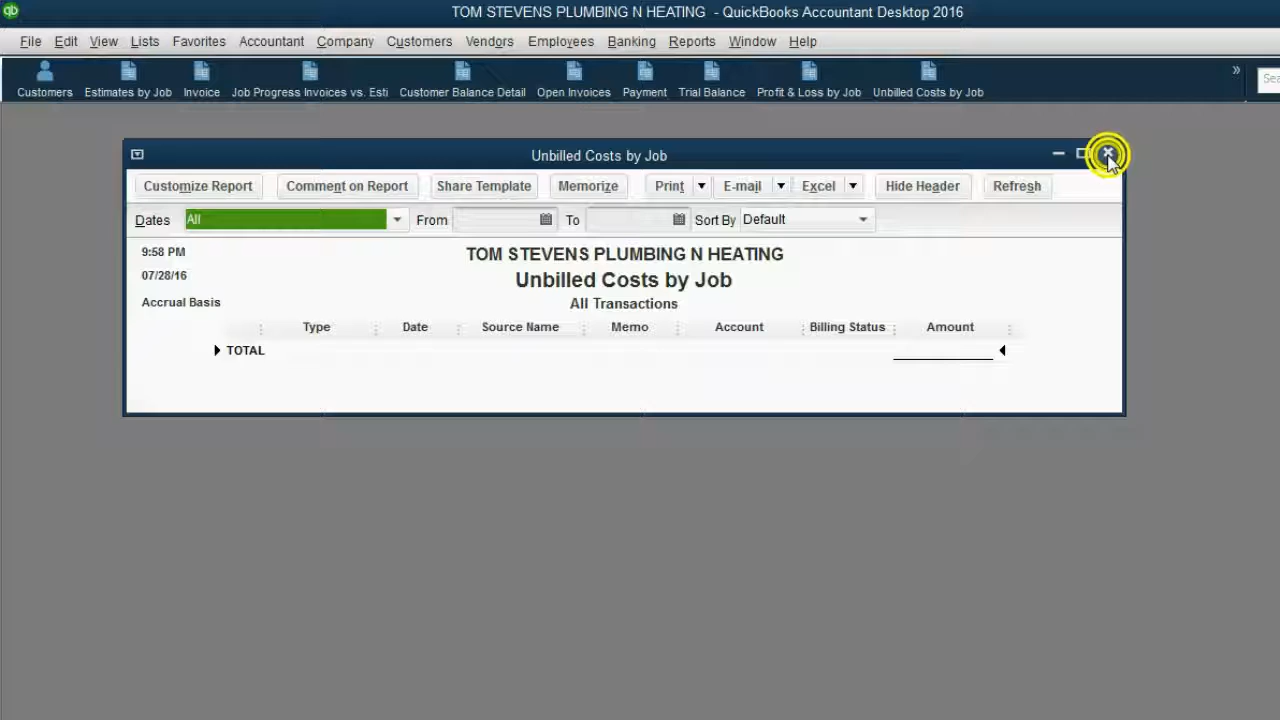 qb TOM STEVENS PLUMBING N HEATING - QuickBooks Accountant Desktop 2016
File Edit View Lists Favorites Accountant Company Customers Vendors Employees Banking Reports Window Help
Customers Estimates by Job Invoice Job Progress Invoices vs. Esti Customer Balance Detail Open Invoices Payment Trial Balance Profit & Loss by Job Unbilled Costs by Job » Sea
Unbilled Costs by Job
Customize Report Comment on Report Share Template Memorize Print E-mail Excel Hide Header Refresh
Dates All From To Sort By Default
9:58 PM TOM STEVENS PLUMBING N HEATING
07/28/16 Unbilled Costs by Job
Accrual Basis All Transactions
Type Date Source Name Memo Account Billing Status Amount
TOTAL